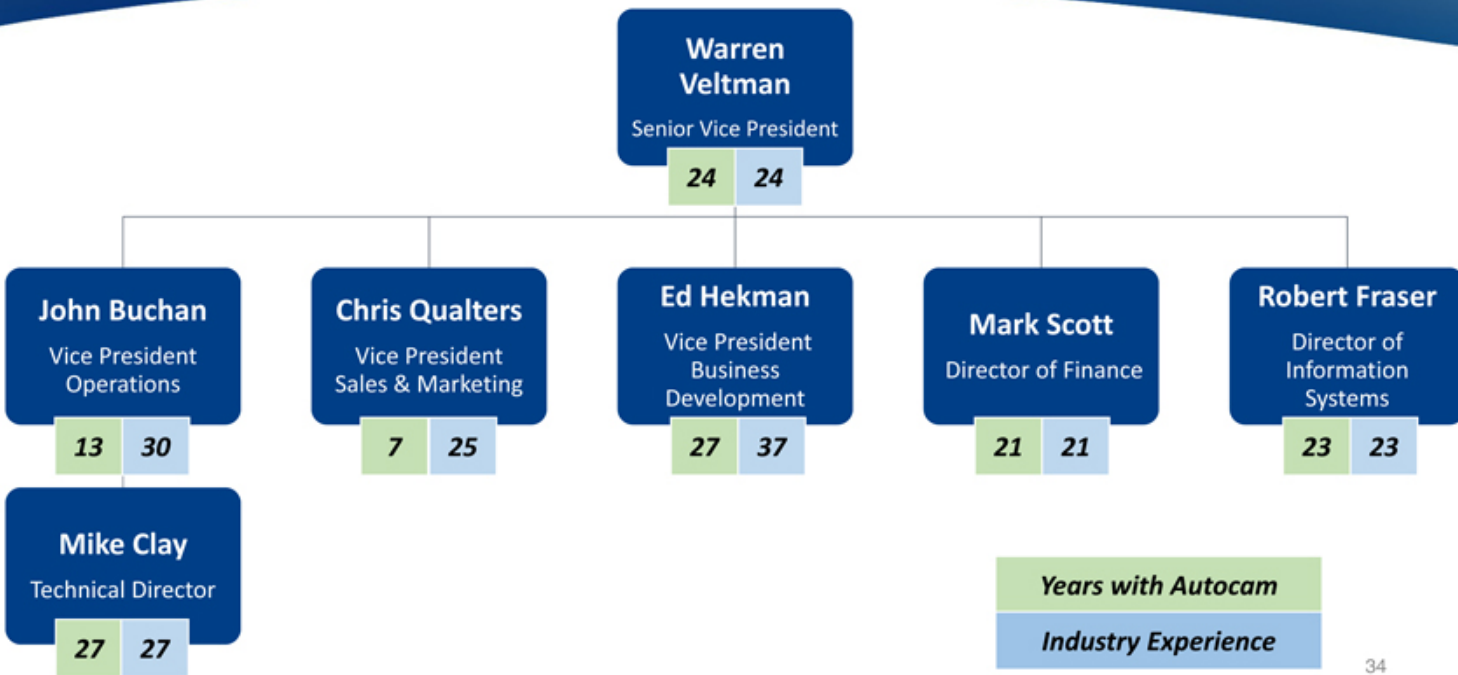 Warren
Veltman
Senior Vice President
24 24
John Buchan
Vice President
Operations
13 30
Chris Qualters
Vice President
Sales & Marketing
7 25
Ed Hekman
Vice President
Business
Development
27 37
Mark Scott
Director of Finance
21 21
Robert Fraser
Director of
Information
Systems
23 23
Mike Clay
Technical Director
27 27
Years with Autocam
Industry Experience
34